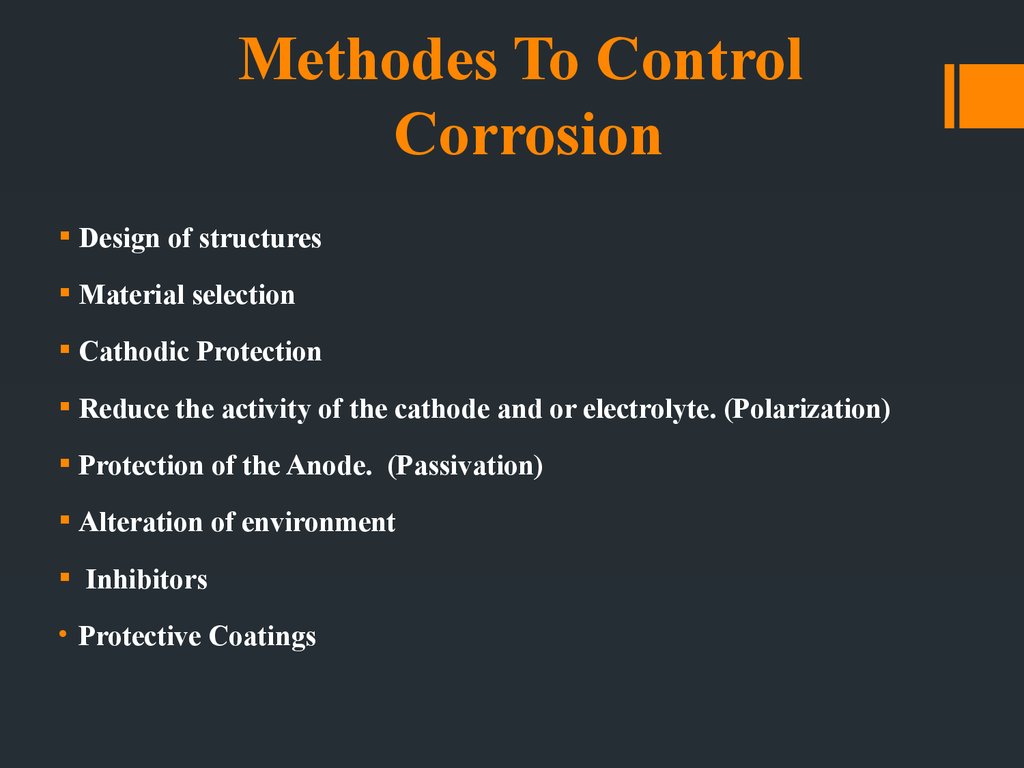 Methodes To Control
Corrosion
▪ Design of structures
▪ Material selection
▪ Cathodic Protection
▪ Reduce the activity of the cathode and or electrolyte. (Polarization)
▪ Protection of the Anode.  (Passivation)
▪ Alteration of environment
▪ Inhibitors
• Protective Coatings